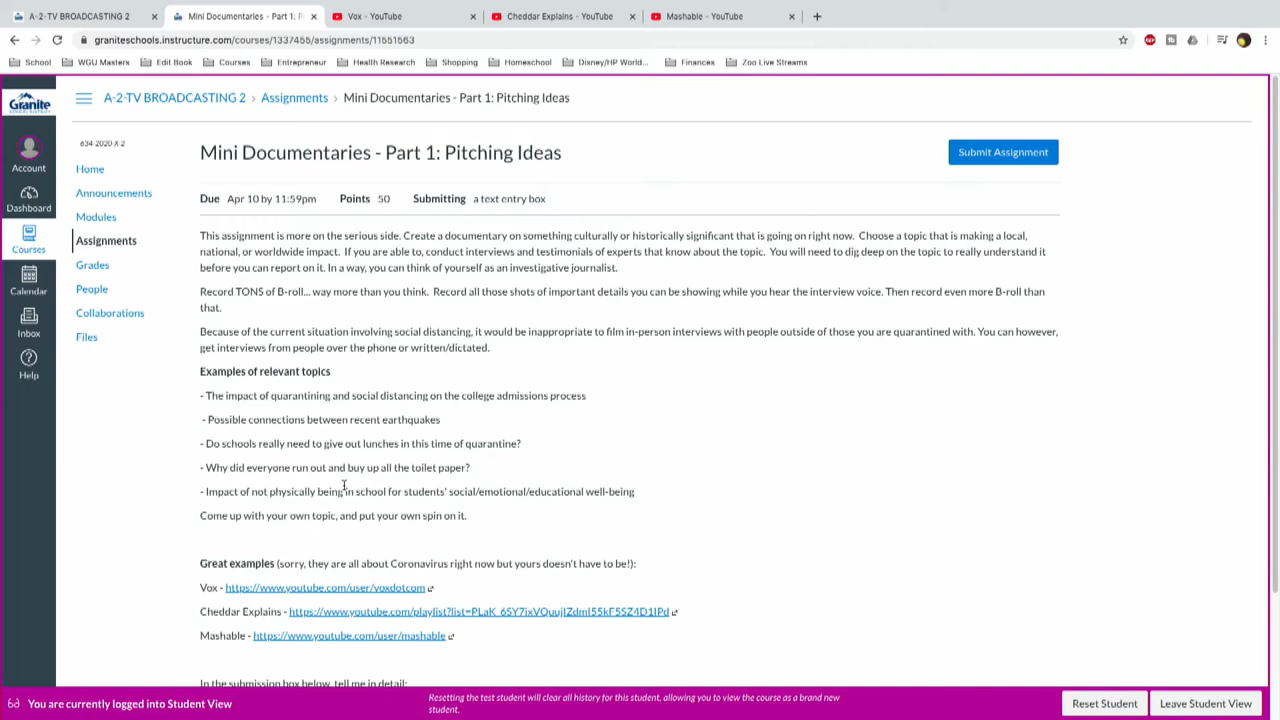 A-2-TV BROADCASTING 2
Mini Documentaries - Part 1: P
Vox - YouTube
Cheddar Explains - YouTube
Mashable - YouTube
graniteschools.instructure.com/courses/1337455/assignments/11551563
School
WGU Masters
Edit Book
Courses
Entrepreneur
Health Research
Shopping
Homeschool
Disney/HP World...
Finances
Zoo Live Streams
Granite
A-2-TV BROADCASTING 2 > Assignments > Mini Documentaries - Part 1: Pitching Ideas
634-2020 X-2
Account
Dashboard
Courses
Calendar
Inbox
Help
Home
Announcements
Modules
Assignments
Grades
People
Collaborations
Files
Mini Documentaries - Part 1: Pitching Ideas
Submit Assignment
Due Apr 10 by 11:59pm Points 50 Submitting a text entry box
This assignment is more on the serious side. Create a documentary on something culturally or historically significant that is going on right now. Choose a topic that is making a local,
national, or worldwide impact. If you are able to, conduct interviews and testimonials of experts that know about the topic. You will need to dig deep on the topic to really understand it
before you can report on it. In a way, you can think of yourself as an investigative journalist.
Record TONS of B-roll... way more than you think. Record all those shots of important details you can be showing while you hear the interview voice. Then record even more B-roll than
that.
Because of the current situation involving social distancing, it would be inappropriate to film in-person interviews with people outside of those you are quarantined with. You can however,
get interviews from people over the phone or written/dictated.
Examples of relevant topics
- The impact of quarantining and social distancing on the college admissions process
- Possible connections between recent earthquakes
- Do schools really need to give out lunches in this time of quarantine?
- Why did everyone run out and buy up all the toilet paper?
- Impact of not physically being in school for students' social/emotional/educational well-being
Come up with your own topic, and put your own spin on it.
Great examples (sorry, they are all about Coronavirus right now but yours doesn't have to be!):
Vox - https://www.youtube.com/user/voxdotcom
Cheddar Explains - https://www.youtube.com/playlist?list=PLaK_6SY7ixVQuujIZdmI55kF5SZ4D1IPd
Mashable - https://www.youtube.com/user/mashable
In the submission box below, tell me in detail:
You are currently logged into Student View
Resetting the test student will clear all history for this student, allowing you to view the course as a brand new
student.
Reset Student
Leave Student View